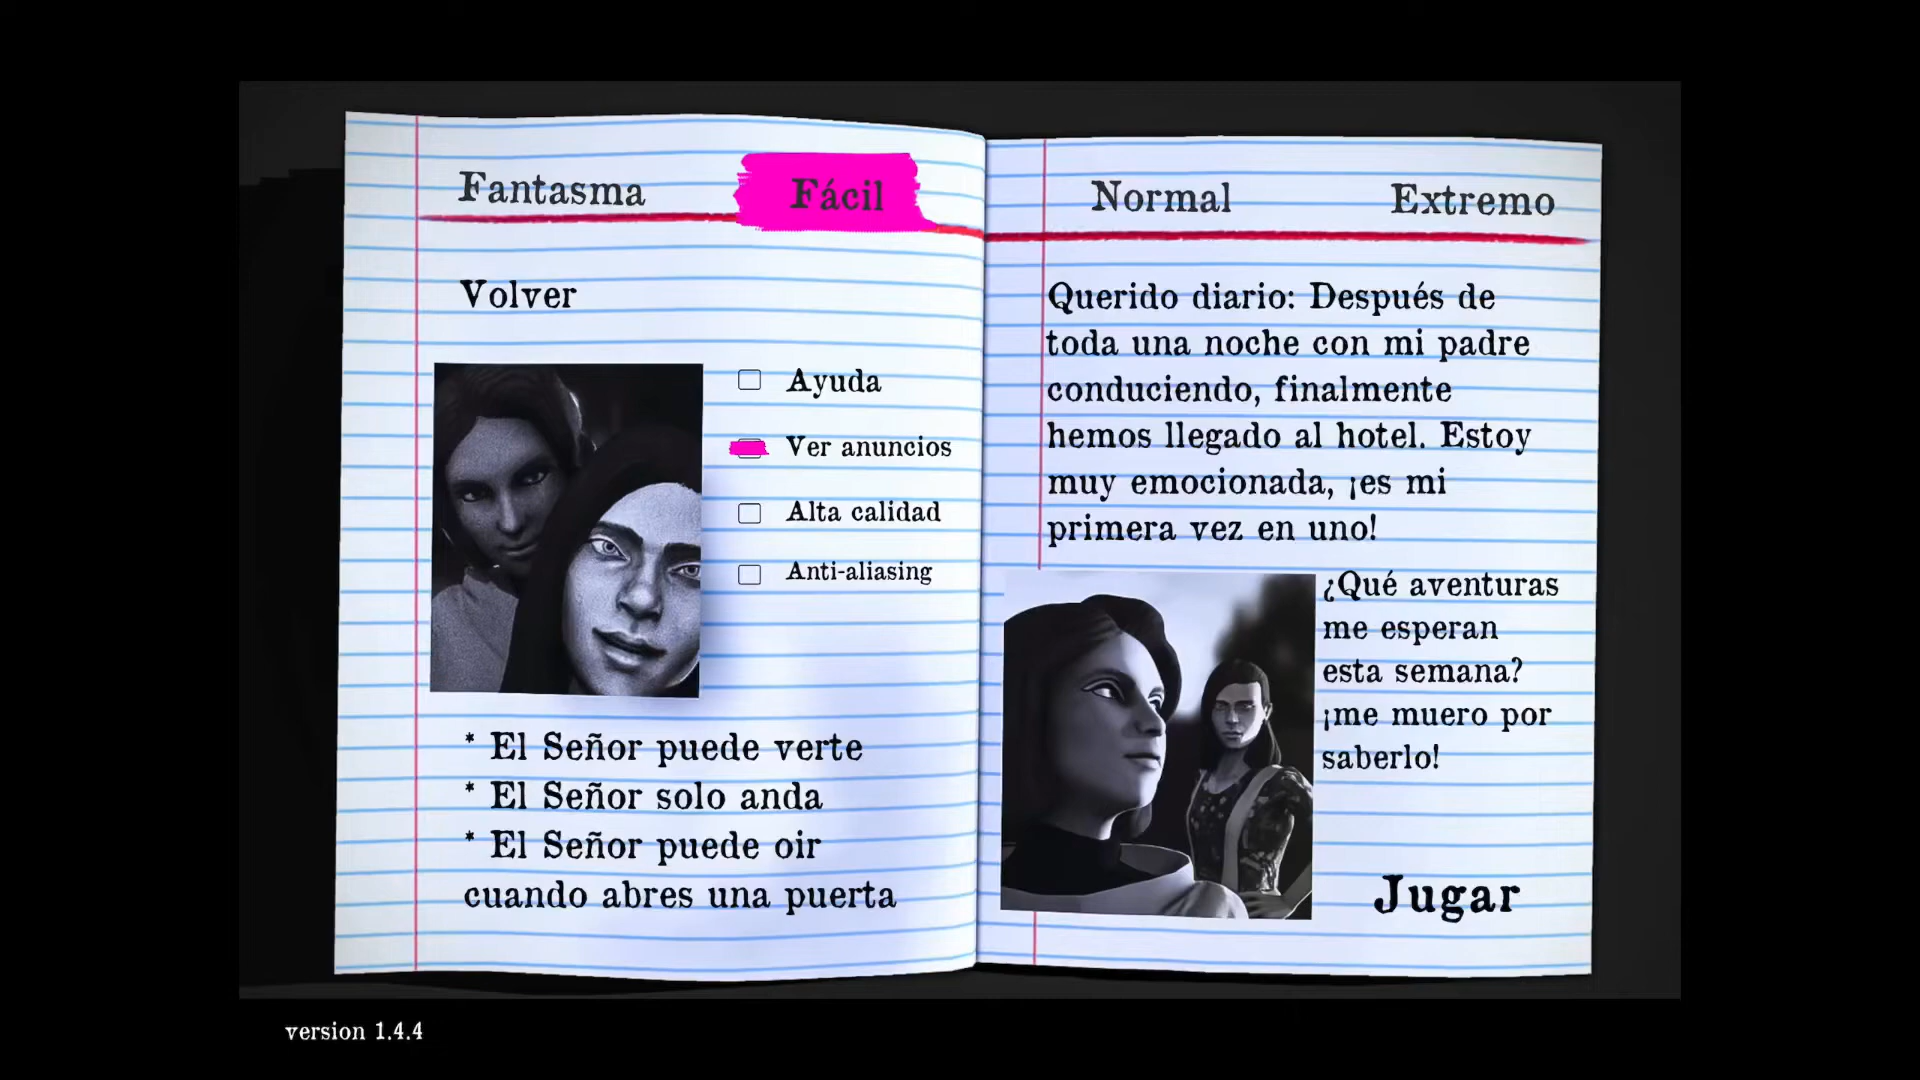 Fantasma Fácil Normal Extremo
Volver
Ayuda
Ver anuncios
Alta calidad
Anti-aliasing
* El Señor puede verte
* El Señor solo anda
* El Señor puede oir
cuando abres una puerta
Querido diario: Después de
toda una noche con mi padre
conduciendo, finalmente
hemos llegado al hotel. Estoy
muy emocionada, ¡es mi
primera vez en uno!
¿Qué aventuras
me esperan
esta semana?
¡me muero por
saberlo!
Jugar
version 1.4.4